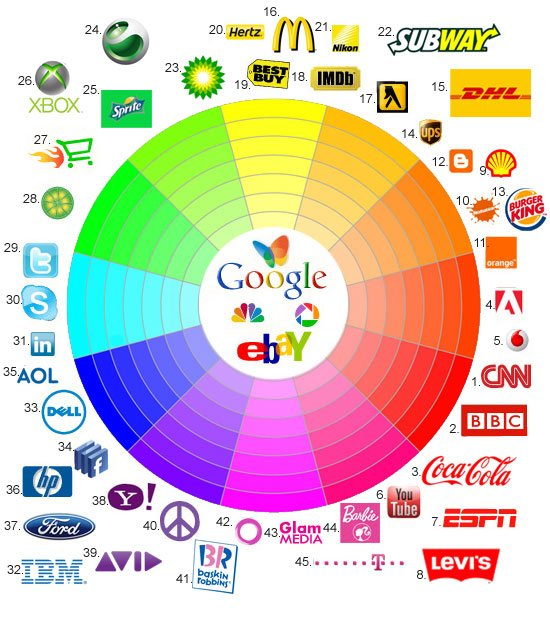 16.
24.
20. Hertz
21. Nikon
22. SUBWAY
23.
19. BEST BUY
18. IMDb
26. XBOX
25. Sprite
17.
15. DHL
14. ups
27.
12.
9.
28.
10.
13. BURGER KING
11. orange™
29.
30.
4.
31. in
5.
Google
ebaY
35. AOL
1. CNN
33. DELL
2. BBC
34. f
3. Coca-Cola
36. hp
38. Y!
6. You Tube
44. Barbie
7. ESPN
37. Ford
40.
42.
43. Glam MEDIA
32. IBM
39. AVID
41. BR baskin robbins
45. T
8. LEVI'S